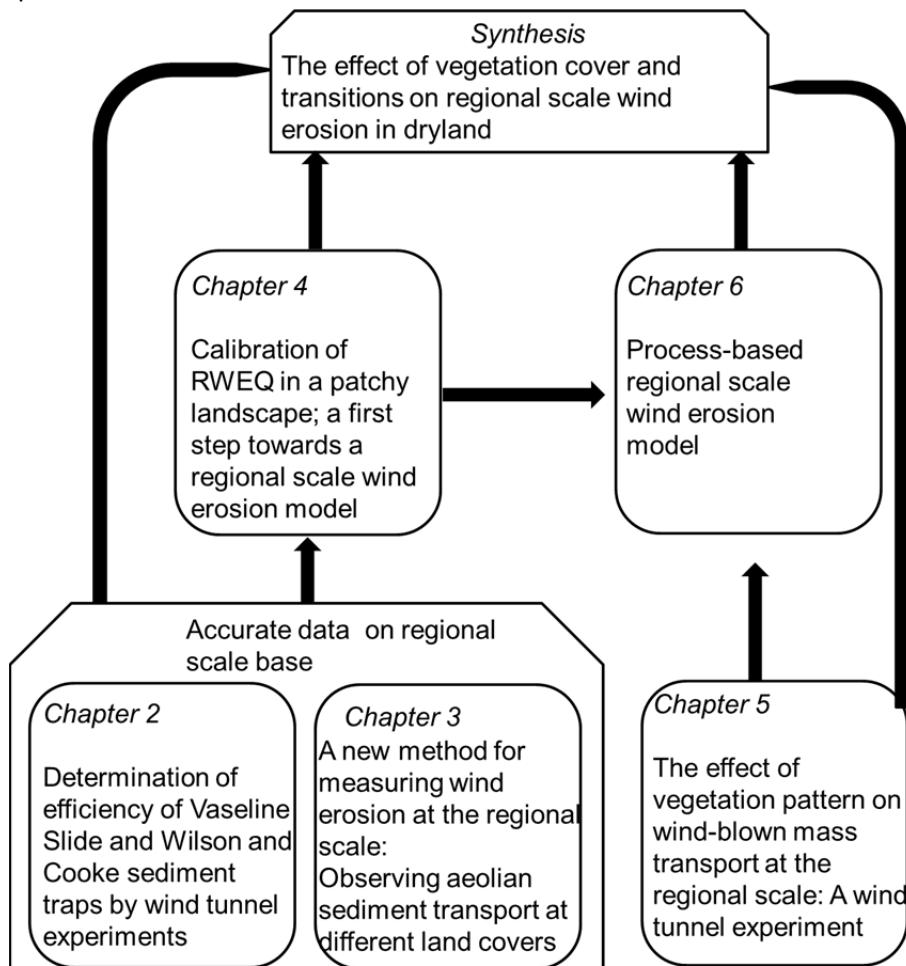 Synthesis
The effect of vegetation cover and
transitions on regional scale wind
erosion in dryland
Chapter 4
Calibration of
RWEQ in a patchy
landscape; a first
step towards a
regional scale wind
erosion model
Chapter 6
Process-based
regional scale
wind erosion
model
Accurate data on regional
scale base
Chapter 2
Determination of
efficiency of Vaseline
Slide and Wilson and
Cooke sediment
traps by wind tunnel
experiments
Chapter 3
A new method for
measuring wind
erosion at the regional
scale:
Observing aeolian
sediment transport at
different land covers
Chapter 5
The effect of
vegetation pattern on
wind-blown mass
transport at the
regional scale: A wind
tunnel experiment